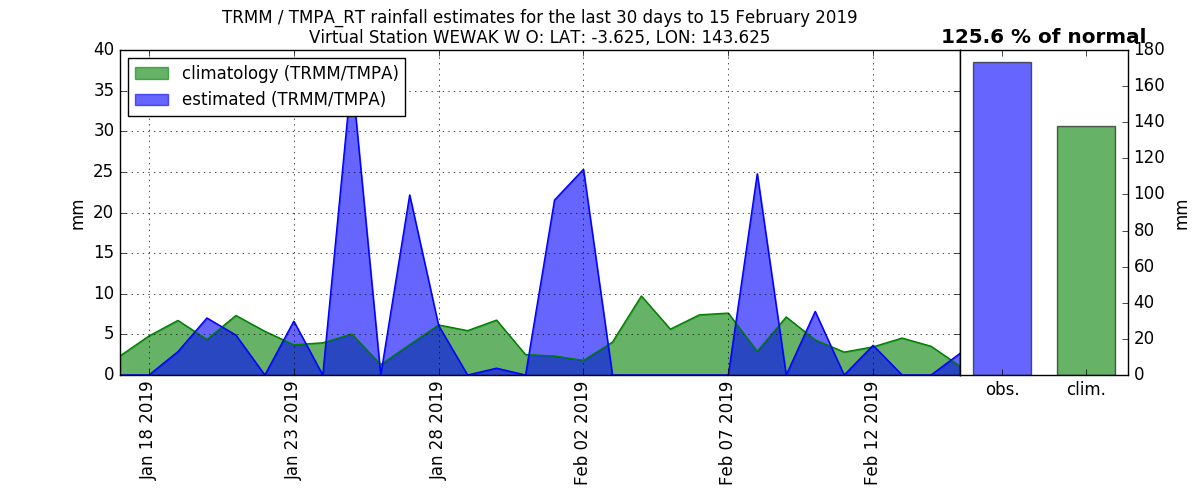 TRMM / TMPA_RT rainfall estimates for the last 30 days to 15 February 2019
Virtual Station WEWAK W O: LAT: -3.625, LON: 143.625
125.6 % of normal
climatology (TRMM/TMPA)
estimated (TRMM/TMPA)
40
35
30
25
20
15
10
5
0
mm
Jan 18 2019
Jan 23 2019
Jan 28 2019
Feb 02 2019
Feb 07 2019
Feb 12 2019
180
160
140
120
100
80
60
40
20
0
mm
obs.
clim.